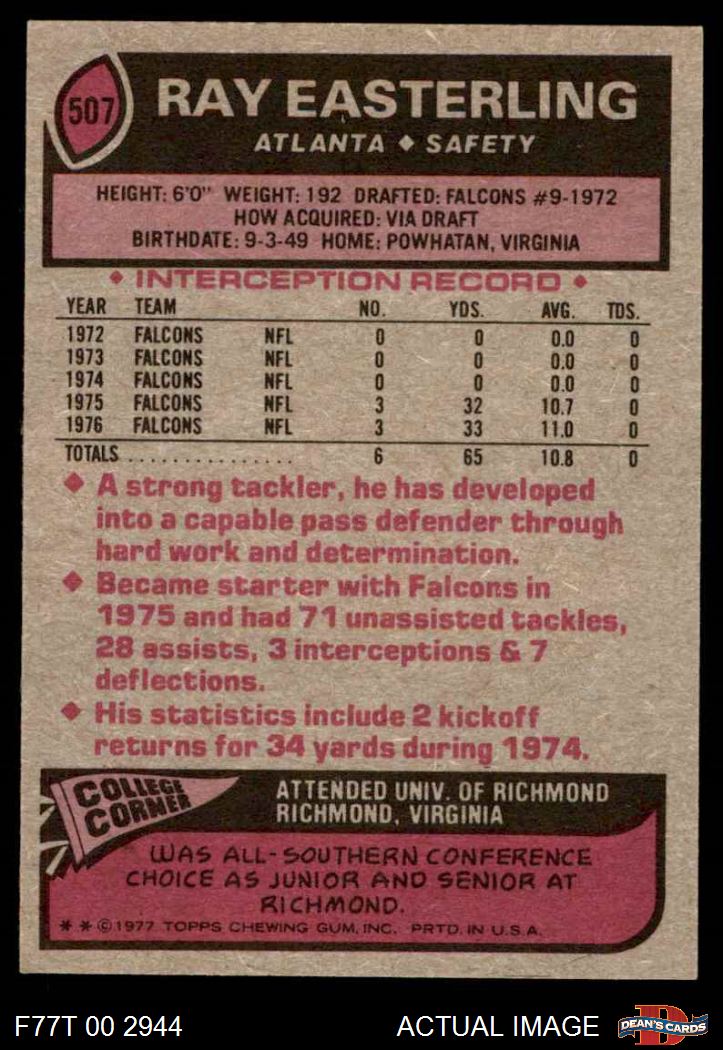 507
RAY EASTERLING
ATLANTA ◆ SAFETY
HEIGHT: 6'0" WEIGHT: 192 DRAFTED: FALCONS #9-1972
HOW ACQUIRED: VIA DRAFT
BIRTHDATE: 9-3-49 HOME: POWHATAN, VIRGINIA
◆ INTERCEPTION RECORD ◆
YEAR TEAM NO. YDS. AVG. TDS.
1972 FALCONS NFL 0 0 0.0 0
1973 FALCONS NFL 0 0 0.0 0
1974 FALCONS NFL 0 0 0.0 0
1975 FALCONS NFL 3 32 10.7 0
1976 FALCONS NFL 3 33 11.0 0
TOTALS ................ 6 65 10.8 0
◆ A strong tackler, he has developed
into a capable pass defender through
hard work and determination.
◆ Became starter with Falcons in
1975 and had 71 unassisted tackles,
28 assists, 3 interceptions & 7
deflections.
◆ His statistics include 2 kickoff
returns for 34 yards during 1974.
COLLEGE
CORNER
ATTENDED UNIV. OF RICHMOND
RICHMOND, VIRGINIA
WAS ALL-SOUTHERN CONFERENCE
CHOICE AS JUNIOR AND SENIOR AT
RICHMOND.
* * © 1977 TOPPS CHEWING GUM, INC. PRTD. IN U.S.A.
F77T 00 2944
ACTUAL IMAGE
D
DEAN'S CARDS